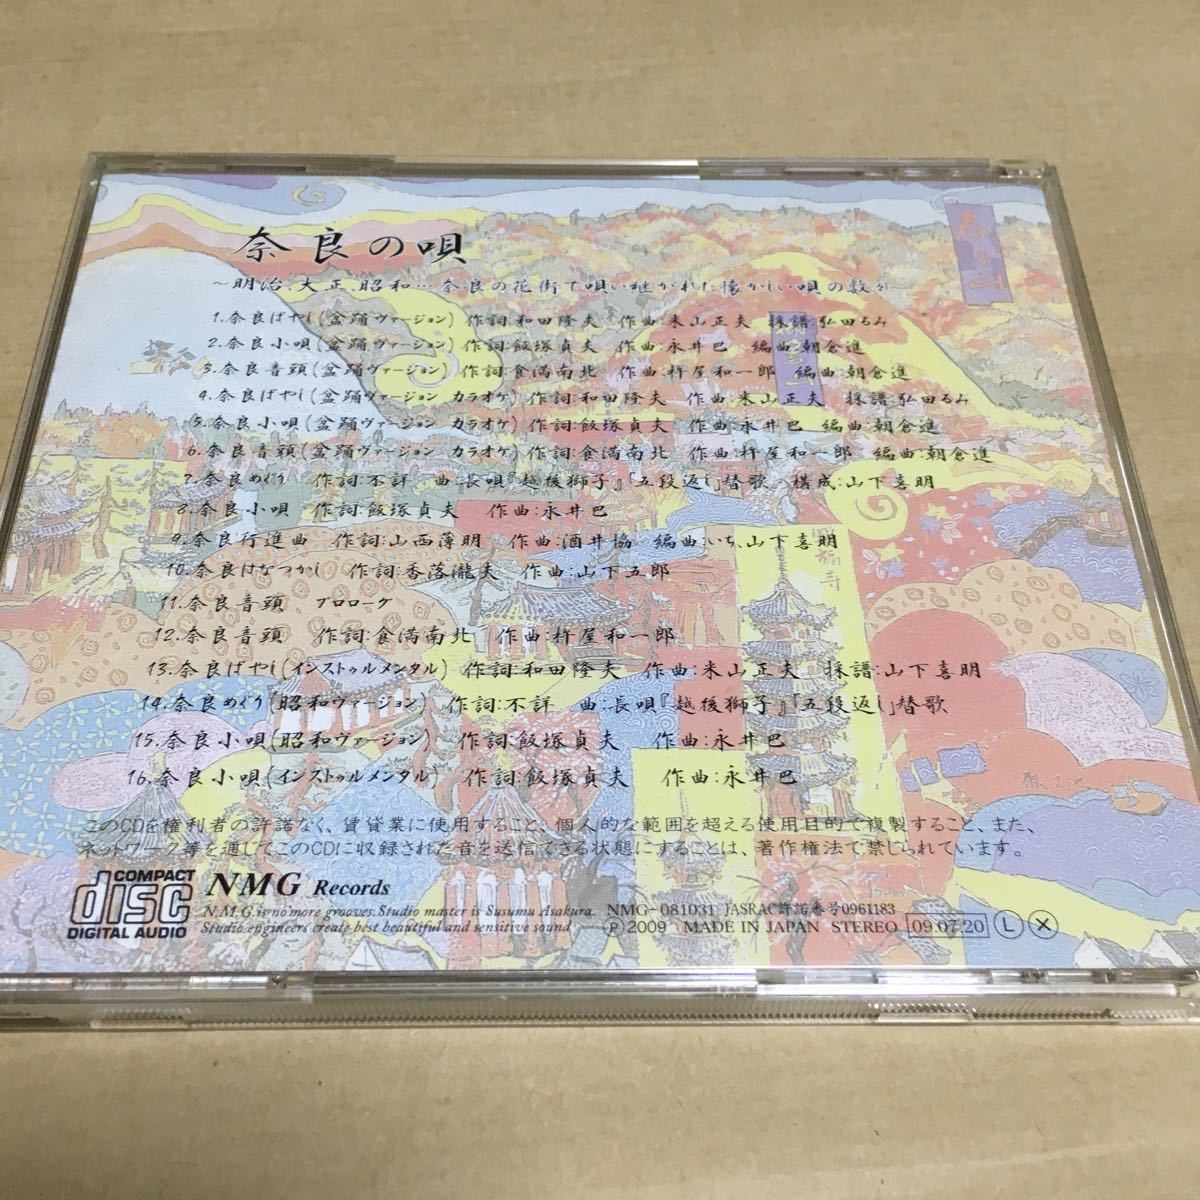 奈良の唄
～明治、大正、昭和…奈良の花街で唄い継がれた懐かしい唄の数々～
1.奈良ばやし(盆踊ヴァージョン) 作詞:和田隆夫 作曲:米山正夫 採譜:弘田るみ
2.奈良小唄(盆踊ヴァージョン) 作詞:飯塚貞夫 作曲:永井巴 編曲:朝倉進
3.奈良音頭(盆踊ヴァージョン) 作詞:食満南北 作曲:杵屋和一郎 編曲:朝倉進
4.奈良ばやし(盆踊ヴァージョン カラオケ) 作詞:和田隆夫 作曲:米山正夫 採譜:弘田るみ
5.奈良小唄(盆踊ヴァージョン カラオケ) 作詞:飯塚貞夫 作曲:永井巴 編曲:朝倉進
6.奈良音頭(盆踊ヴァージョン カラオケ) 作詞:食満南北 作曲:杵屋和一郎 編曲:朝倉進
7.奈良めぐり 作詞:不詳 曲:長唄『越後獅子』「五段返し」替歌 構成:山下喜明
8.奈良小唄 作詞:飯塚貞夫 作曲:永井巴
9.奈良行進曲 作詞:山西薄明 作曲:酒井協 編曲:いち、山下喜明
10.奈良はなつかし 作詞:香落瀧夫 作曲:山下五郎
11.奈良音頭 プロローグ
12.奈良音頭 作詞:食満南北 作曲:杵屋和一郎
13.奈良ばやし(インストゥルメンタル) 作詞:和田隆夫 作曲:米山正夫 採譜:山下喜明
14.奈良めぐり(昭和ヴァージョン) 作詞:不詳 曲:長唄『越後獅子』「五段返し」替歌
15.奈良小唄(昭和ヴァージョン) 作詞:飯塚貞夫 作曲:永井巴
16.奈良小唄(インストゥルメンタル) 作詞:飯塚貞夫 作曲:永井巴
このCDを権利者の許諾なく、賃貸業に使用すること、個人的な範囲を超える使用目的で複製すること、また、
ネットワーク等を通じてこのCDに収録された音を送信できる状態にすることは、著作権法で禁じられています。
COMPACT
disc
DIGITAL AUDIO
NMG Records
N.M.G. is no more grooves. Studio master is Susumu Asakura.
Studio engineers create best beautiful and sensitive sound
NMG-081031 JASRAC許諾番号0961183
Ⓟ2009 MADE IN JAPAN STEREO 09.07.20 Ⓛ Ⓧ